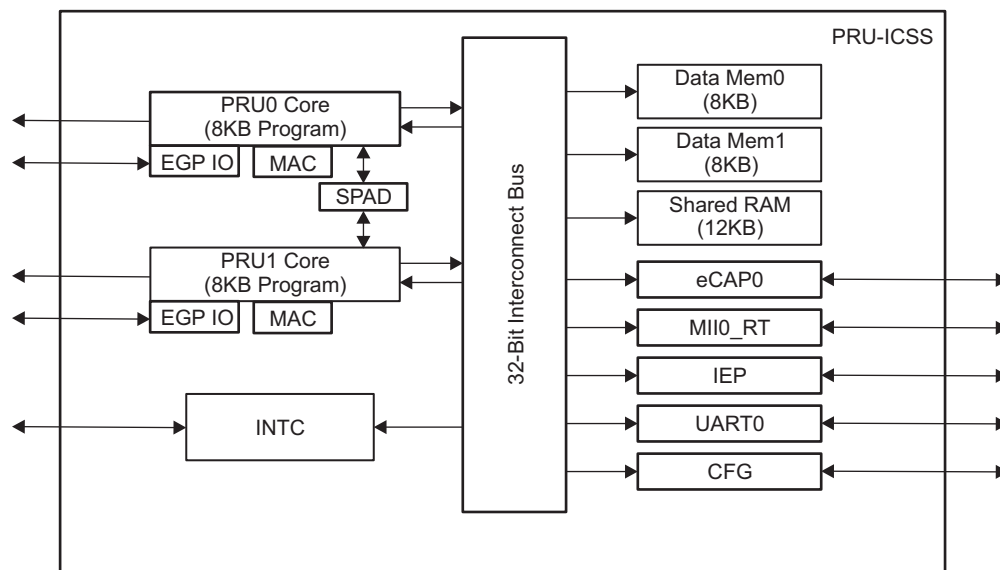 PRU-ICSS
PRU0 Core
(8KB Program)
EGP IO
MAC
SPAD
PRU1 Core
(8KB Program)
EGP IO
MAC
INTC
32-Bit Interconnect Bus
Data Mem0
(8KB)
Data Mem1
(8KB)
Shared RAM
(12KB)
eCAP0
MII0_RT
IEP
UART0
CFG